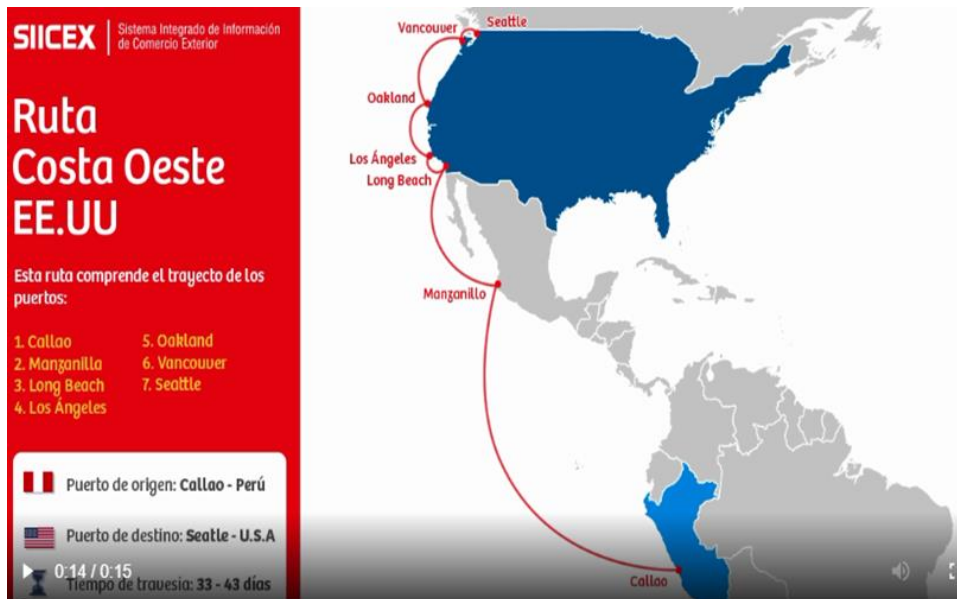 SIICEX
Sistema Integrado de Información
de Comercio Exterior
Ruta
Costa Oeste
EE.UU
Esta ruta comprende el trayecto de los
puertos:
1. Callao
2. Manzanilla
3. Long Beach
4. Los Ángeles
5. Oakland
6. Vancouver
7. Seattle
Puerto de origen: Callao - Perú
Puerto de destino: Seatle - U.S.A
Tiempo de travesia: 33 - 43 días
0:14 / 0:15
Vancouver
Seattle
Oakland
Los Ángeles
Long Beach
Manzanillo
Callao